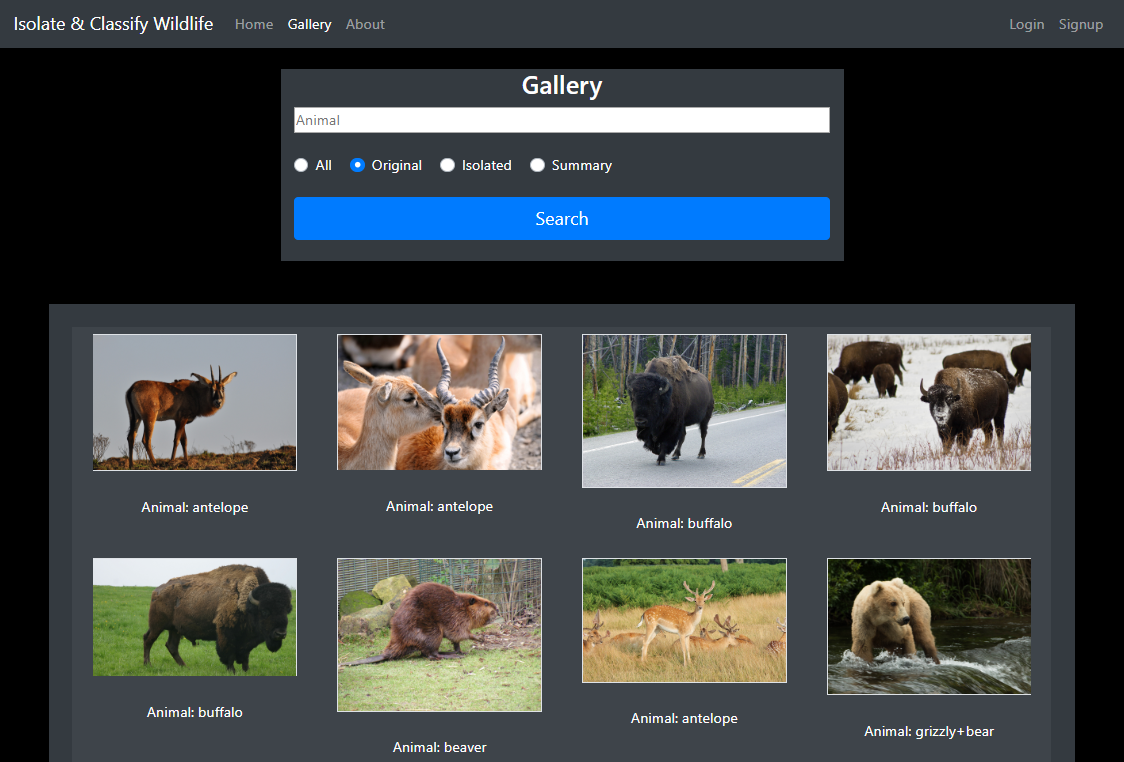 Isolate & Classify Wildlife Home Gallery About Login Signup
Gallery
Animal
All Original Isolated Summary
Search
Animal: antelope
Animal: antelope
Animal: buffalo
Animal: buffalo
Animal: buffalo
Animal: beaver
Animal: antelope
Animal: grizzly+bear